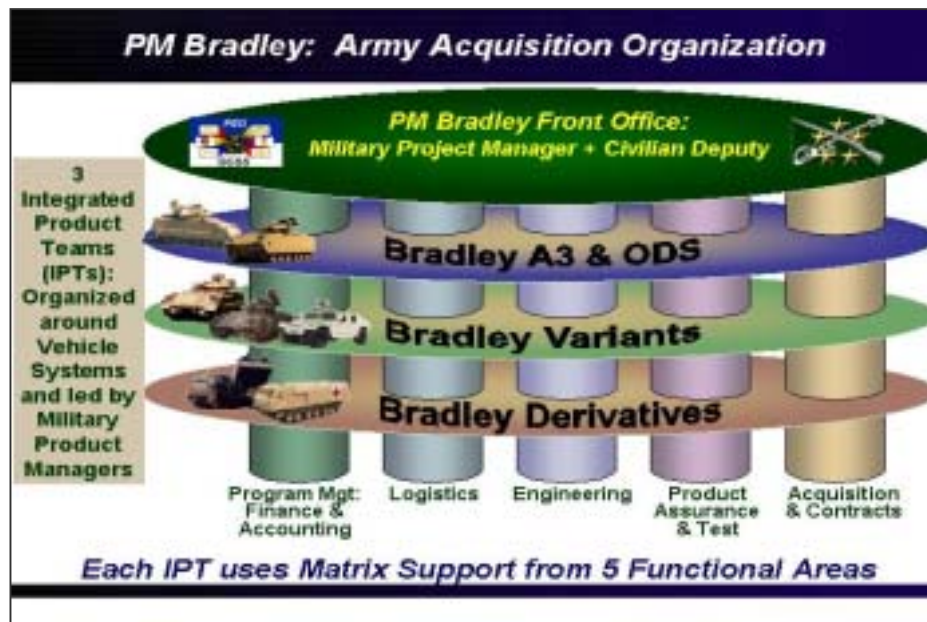 PM Bradley: Army Acquisition Organization
PM Bradley Front Office:
Military Project Manager + Civilian Deputy
3
Integrated
Product
Teams
(IPTs):
Organized
around
Vehicle
Systems
and led by
Military
Product
Managers
Bradley A3 & ODS
Bradley Variants
Bradley Derivatives
Program Mgt:
Finance &
Accounting
Logistics
Engineering
Product
Assurance
& Test
Acquisition
& Contracts
Each IPT uses Matrix Support from 5 Functional Areas